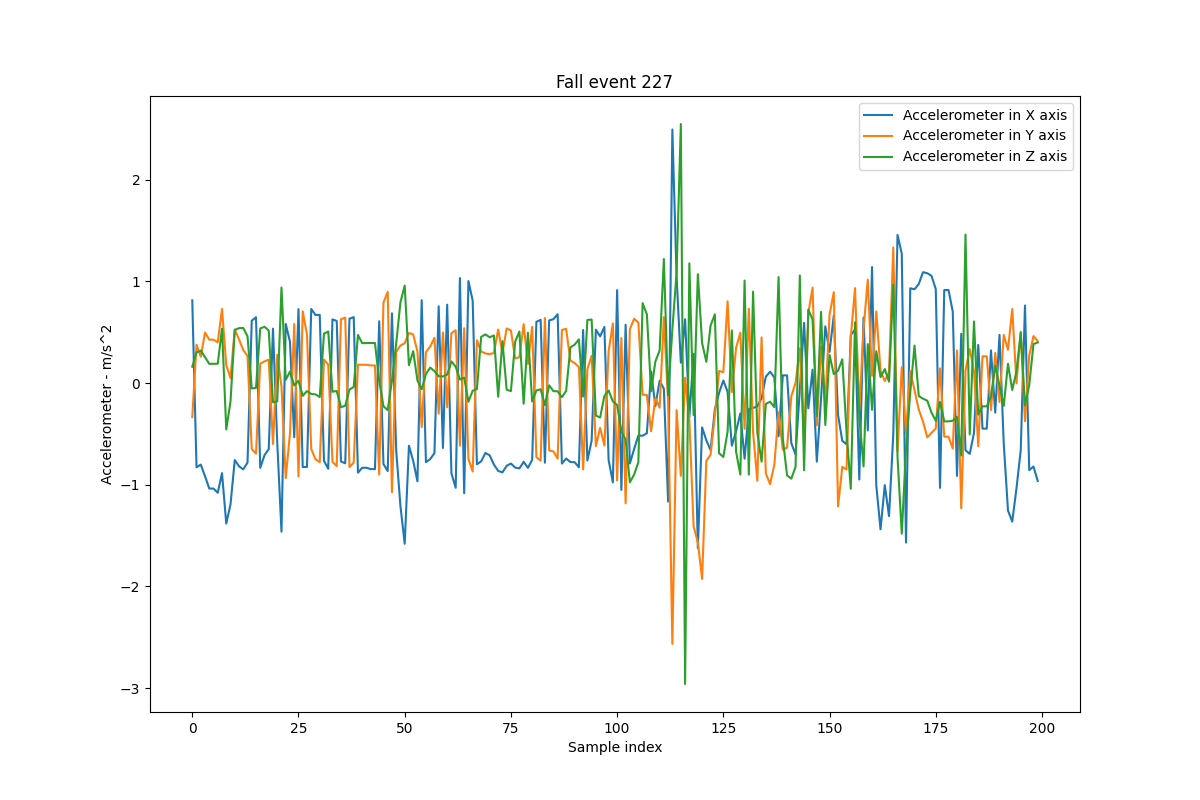 Fall event 227
Accelerometer in X axis
Accelerometer in Y axis
Accelerometer in Z axis
Accelerometer - m/s^2
2
1
0
−1
−2
−3
0
25
50
75
100
125
150
175
200
Sample index